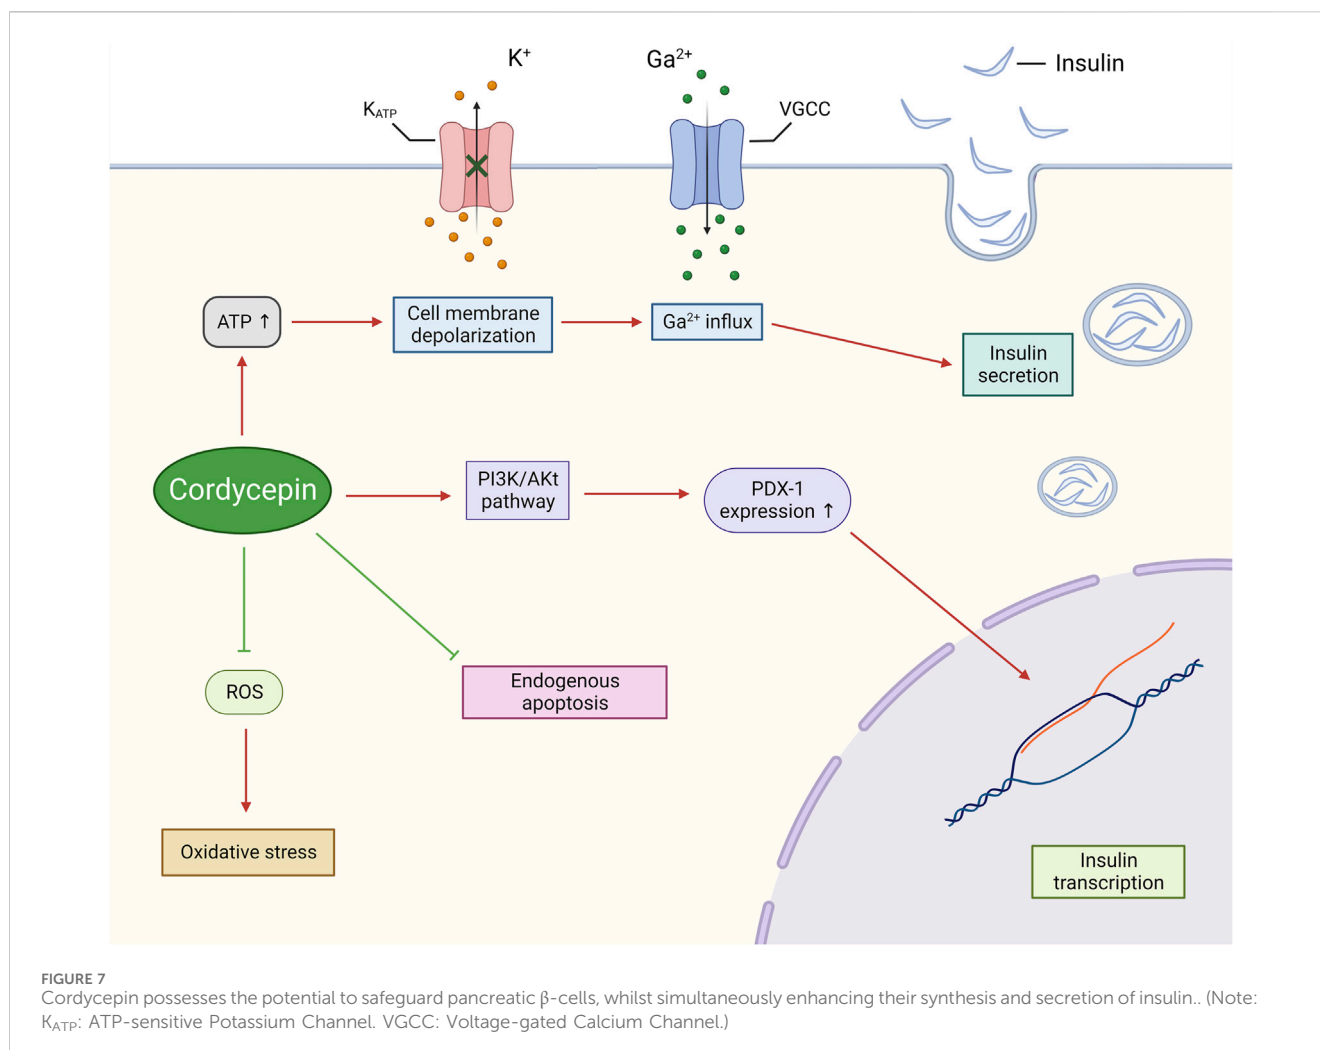 K+
Ga2+
Insulin
KATP
VGCC
ATP ↑
Cell membrane
depolarization
Ga2+ influx
Insulin
secretion
Cordycepin
PI3K/AKt
pathway
PDX-1
expression ↑
ROS
Endogenous
apoptosis
Oxidative stress
Insulin
transcription
FIGURE 7
Cordycepin possesses the potential to safeguard pancreatic β-cells, whilst simultaneously enhancing their synthesis and secretion of insulin.. (Note:
KATP: ATP-sensitive Potassium Channel. VGCC: Voltage-gated Calcium Channel.)